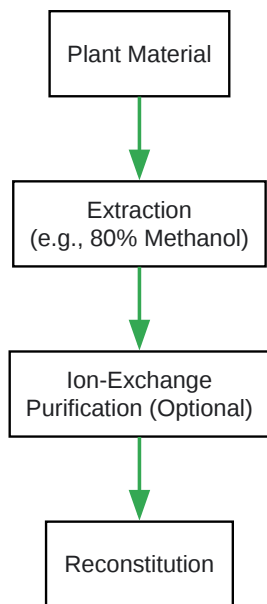 Plant Material
Extraction
(e.g., 80% Methanol)
Ion-Exchange
Purification (Optional)
Reconstitution